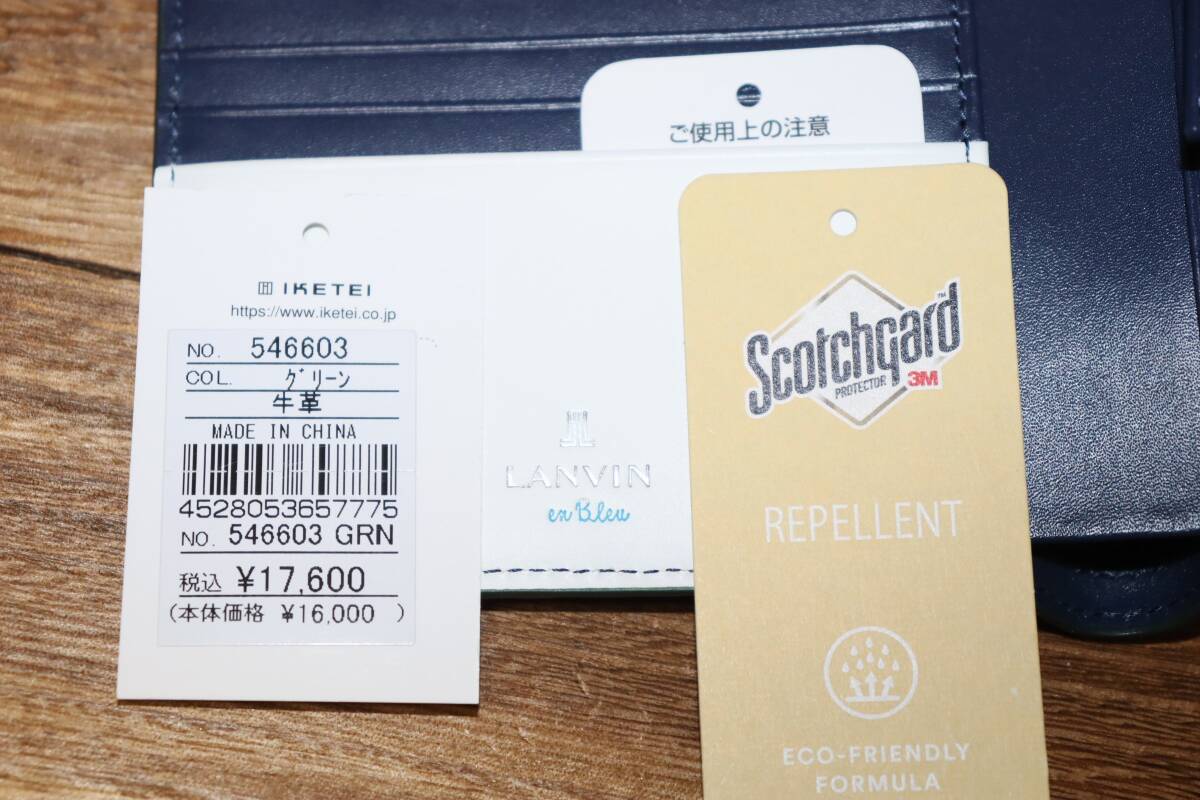 ご使用上の注意
IKETEI
https://www.iketei.co.jp
NO. 546603
COL. グリーン
牛革
MADE IN CHINA
4528053657775
NO. 546603 GRN
税込 ¥17,600
(本体価格 ¥16,000 )
LANVIN
en Bleu
Scotchgard™
PROTECTOR 3M
REPELLENT
ECO-FRIENDLY
FORMULA